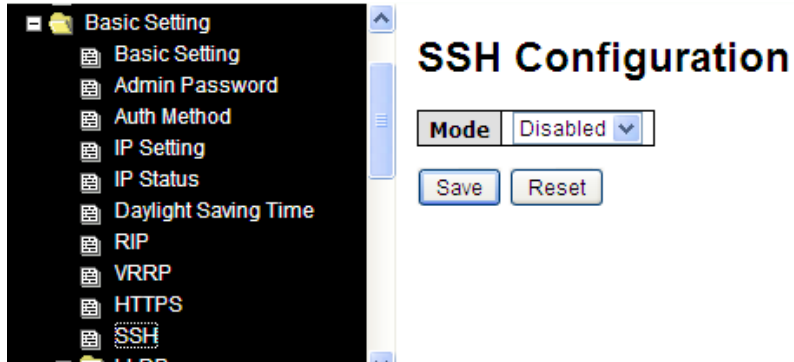 Basic Setting
Basic Setting
Admin Password
Auth Method
IP Setting
IP Status
Daylight Saving Time
RIP
VRRP
HTTPS
SSH
SSH Configuration
Mode Disabled
Save Reset